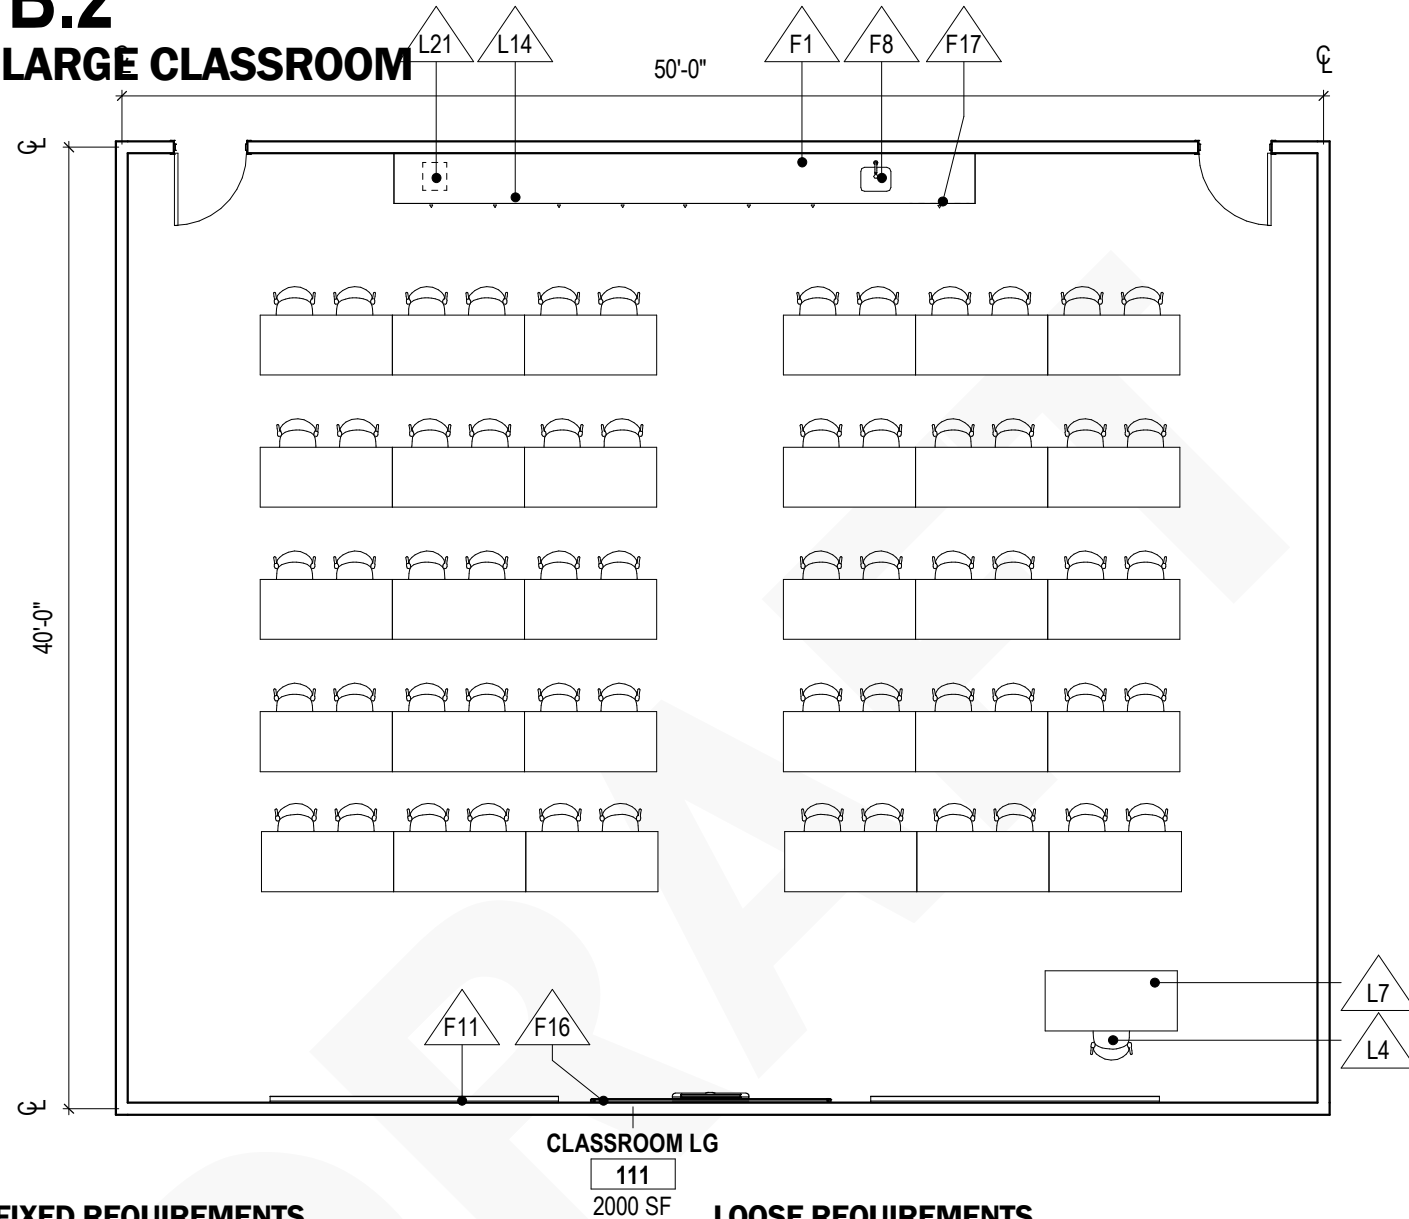 B.2
LARGE CLASSROOM
L21
L14
F1
F8
F17
50'-0"
℄
℄
℄
40'-0"
F11
F16
L7
L4
℄
CLASSROOM LG
111
2000 SF
FIXED REQUIREMENTS
LOOSE REQUIREMENTS
DRAFT